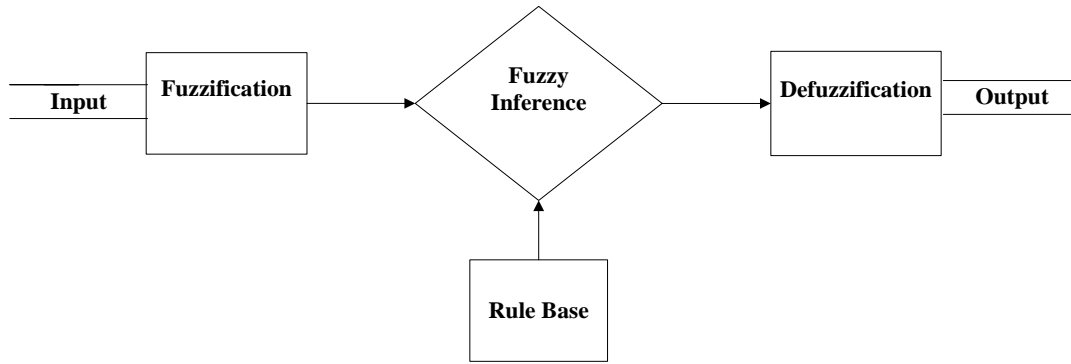 Input
Fuzzification
Fuzzy
Inference
Defuzzification
Output
Rule Base